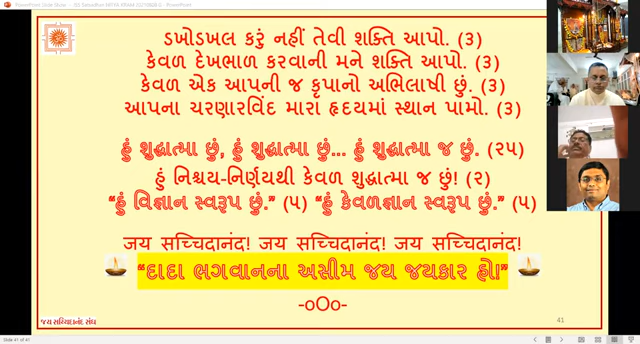 ડખોડખલ કરું નહીં તેવી શક્તિ આપો. (૩)
કેવળ દેખભાળ કરવાની મને શક્તિ આપો. (૩)
કેવળ એક આપની જ કૃપાનો અભિલાષી છું. (૩)
આપના ચરણારવિંદ મારાં હૃદયમાં સ્થાન પામો. (૩)
હું શુદ્ધાત્મા છું, હું શુદ્ધાત્મા છું... હું શુદ્ધાત્મા જ છું. (૨૫)
હું નિશ્ચય-નિર્ણયથી કેવળ શુદ્ધાત્મા જ છું! (૨)
“હું વિજ્ઞાન સ્વરૂપ છું.” (૫) “હું કેવળજ્ઞાન સ્વરૂપ છું.” (૫)
જય સચ્ચિદાનંદ! જય સચ્ચિદાનંદ! જય સચ્ચિદાનંદ!
“દાદા ભગવાનના અસીમ જય જયકાર હો!”
-oOo-
જય સચ્ચિદાનંદ સંઘ
41